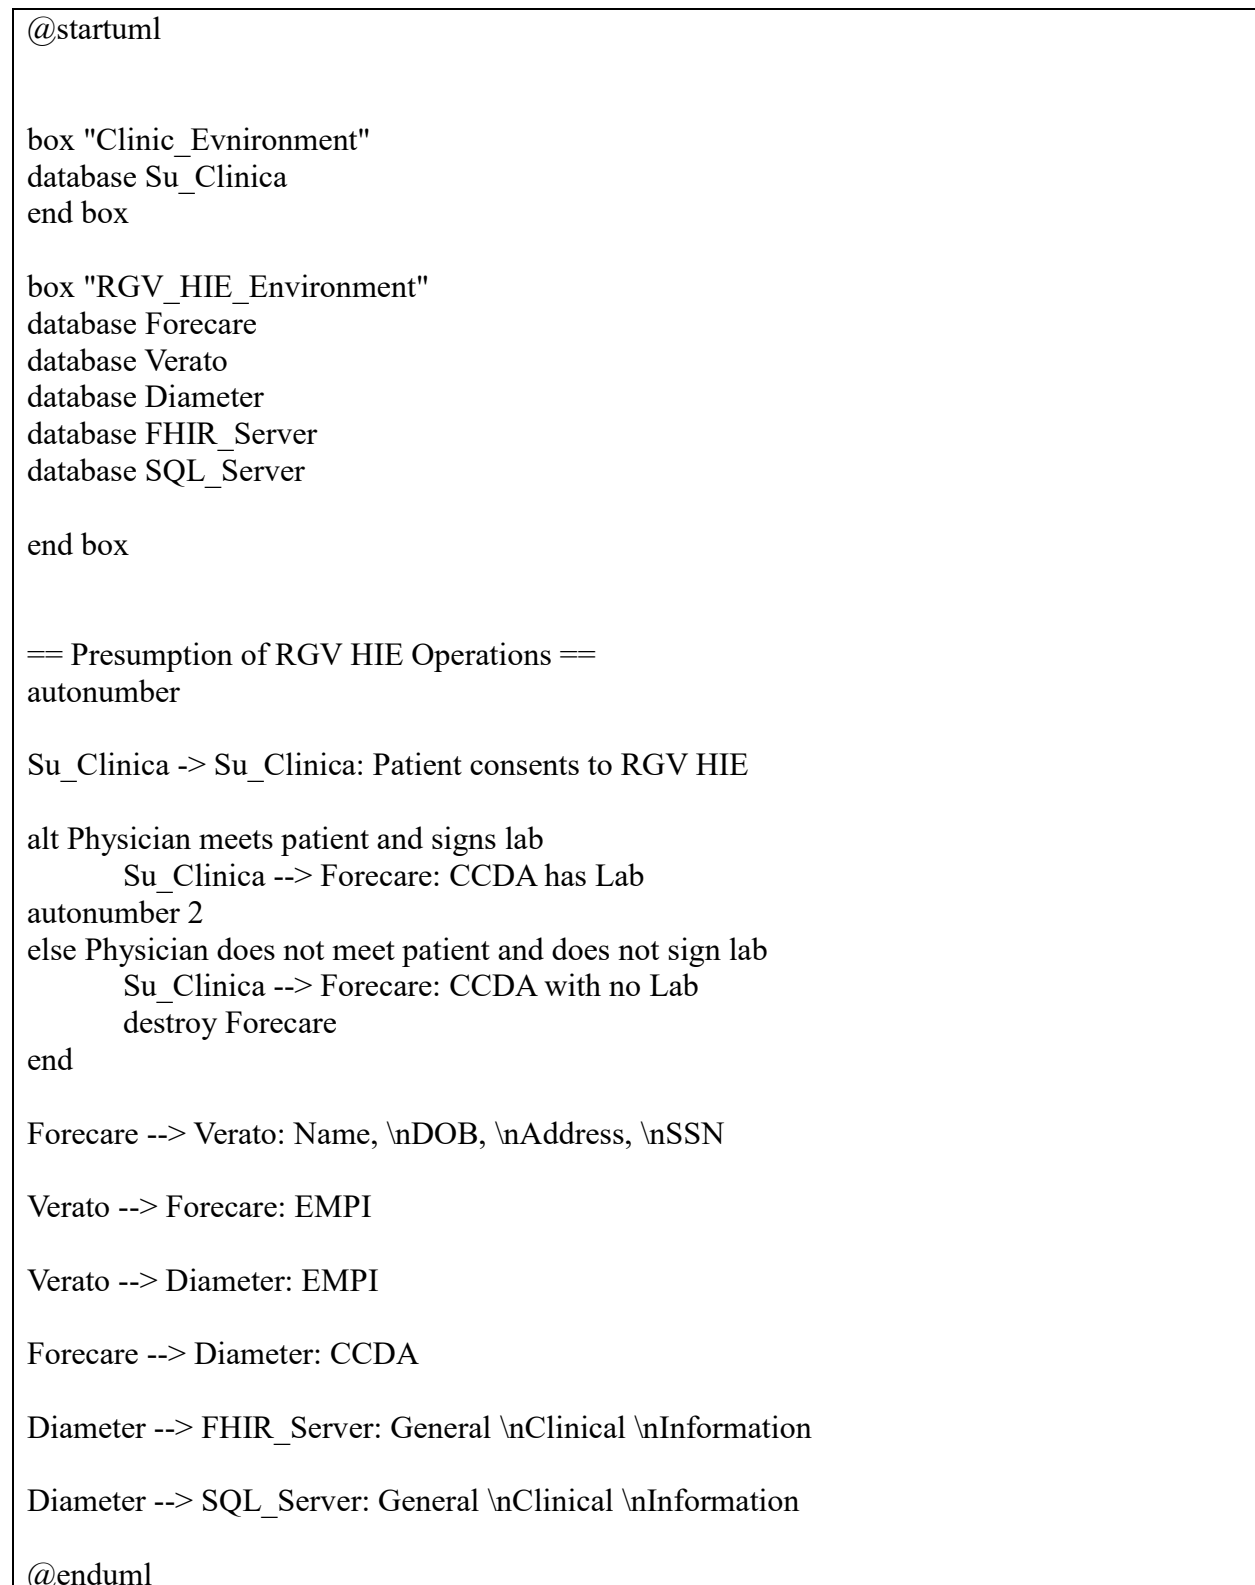 @startuml
box "Clinic_Evnironment"
database Su_Clinica
end box
box "RGV_HIE_Environment"
database Forecare
database Verato
database Diameter
database FHIR_Server
database SQL_Server
end box
== Presumption of RGV HIE Operations ==
autonumber
Su_Clinica -> Su_Clinica: Patient consents to RGV HIE
alt Physician meets patient and signs lab
Su_Clinica --> Forecare: CCDA has Lab
autonumber 2
else Physician does not meet patient and does not sign lab
Su_Clinica --> Forecare: CCDA with no Lab
destroy Forecare
end
Forecare --> Verato: Name, \nDOB, \nAddress, \nSSN
Verato --> Forecare: EMPI
Verato --> Diameter: EMPI
Forecare --> Diameter: CCDA
Diameter --> FHIR_Server: General \nClinical \nInformation
Diameter --> SQL_Server: General \nClinical \nInformation
@enduml